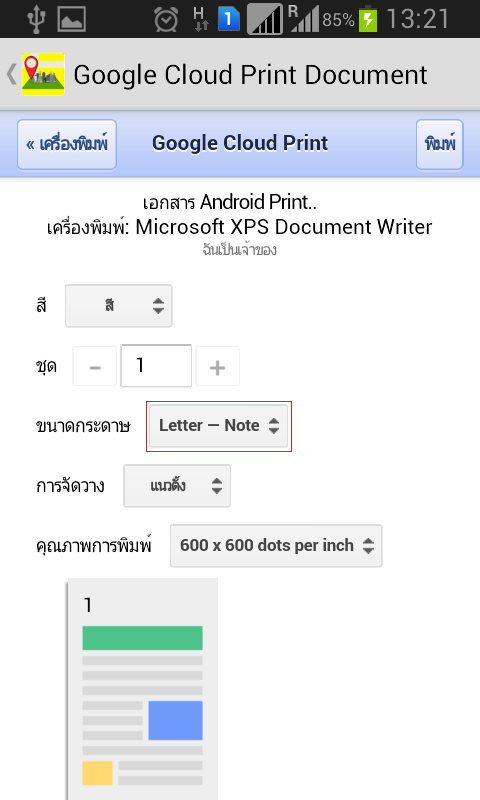 H 1 R 85% 13:21
Google Cloud Print Document
« เครื่องพิมพ์ Google Cloud Print พิมพ์
เอกสาร Android Print..
เครื่องพิมพ์: Microsoft XPS Document Writer
ฉันเป็นเจ้าของ
สี สี
ชุด - 1 +
ขนาดกระดาษ Letter — Note
การจัดวาง แนวตั้ง
คุณภาพการพิมพ์ 600 x 600 dots per inch
1